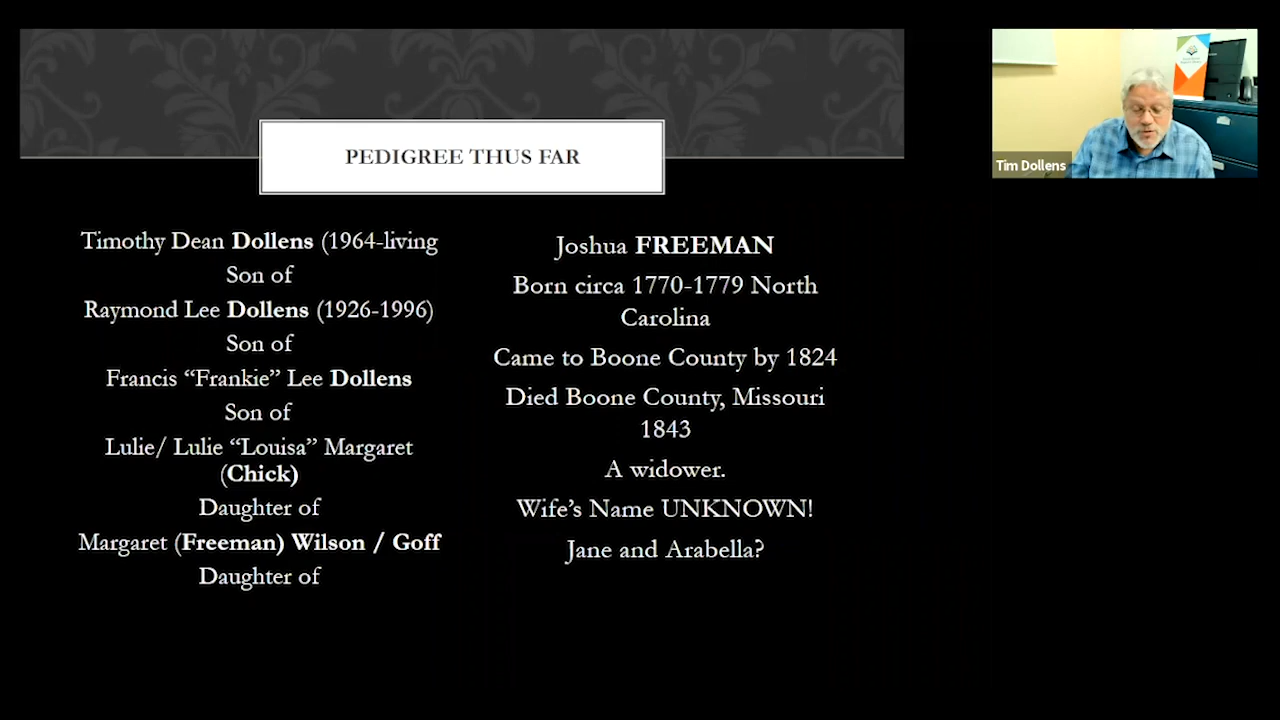 PEDIGREE THUS FAR
Timothy Dean Dollens (1964-living
Son of
Raymond Lee Dollens (1926-1996)
Son of
Francis “Frankie” Lee Dollens
Son of
Lulie/ Lulie “Louisa” Margaret
(Chick)
Daughter of
Margaret (Freeman) Wilson / Goff
Daughter of
Joshua FREEMAN
Born circa 1770-1779 North
Carolina
Came to Boone County by 1824
Died Boone County, Missouri
1843
A widower.
Wife’s Name UNKNOWN!
Jane and Arabella?
Tim Dollens